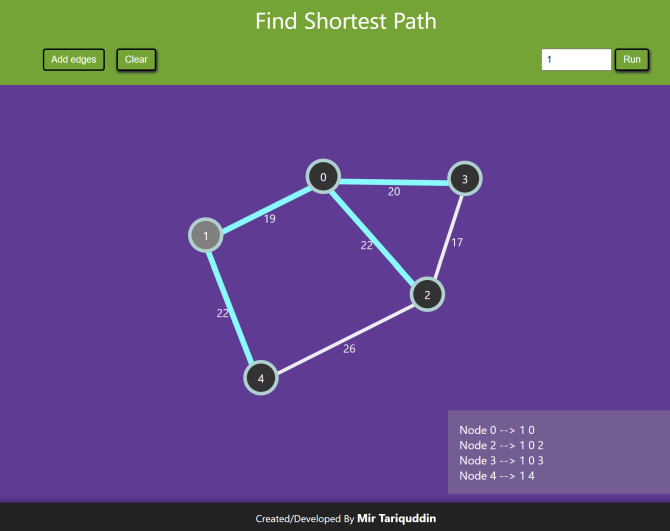 Find Shortest Path
Add edges Clear 1 Run
0
3
20
19
1
22
17
2
22
26
4
Node 0 --> 1 0
Node 2 --> 1 0 2
Node 3 --> 1 0 3
Node 4 --> 1 4
Created/Developed By Mir Tariquddin